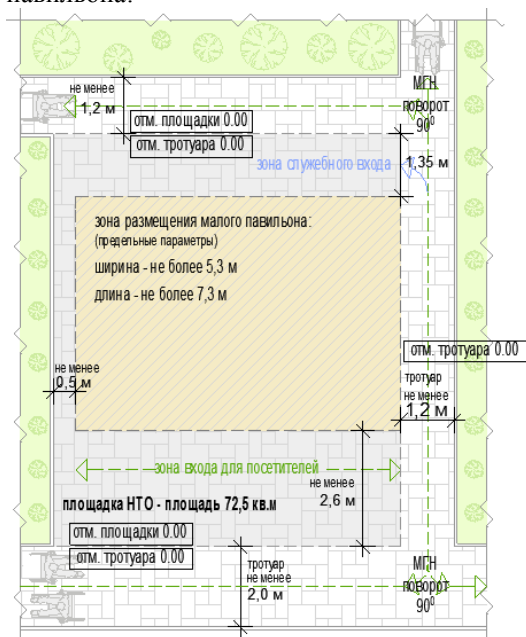 павильона.
не менее
1,2 м
МГН
поворот
90⁰
отм. площадки 0.00
отм. тротуара 0.00
зона служебного входа
1,35 м
зона размещения малого павильона:
(предельные параметры)
ширина - не более 5,3 м
длина - не более 7,3 м
отм. тротуара 0.00
не менее
0,5 м
тротуар
не менее
1,2 м
зона входа для посетителей
не менее
2,6 м
площадка НТО - площадь 72,5 кв.м
отм. площадки 0.00
отм. тротуара 0.00
тротуар
не менее
2,0 м
МГН
поворот
90⁰